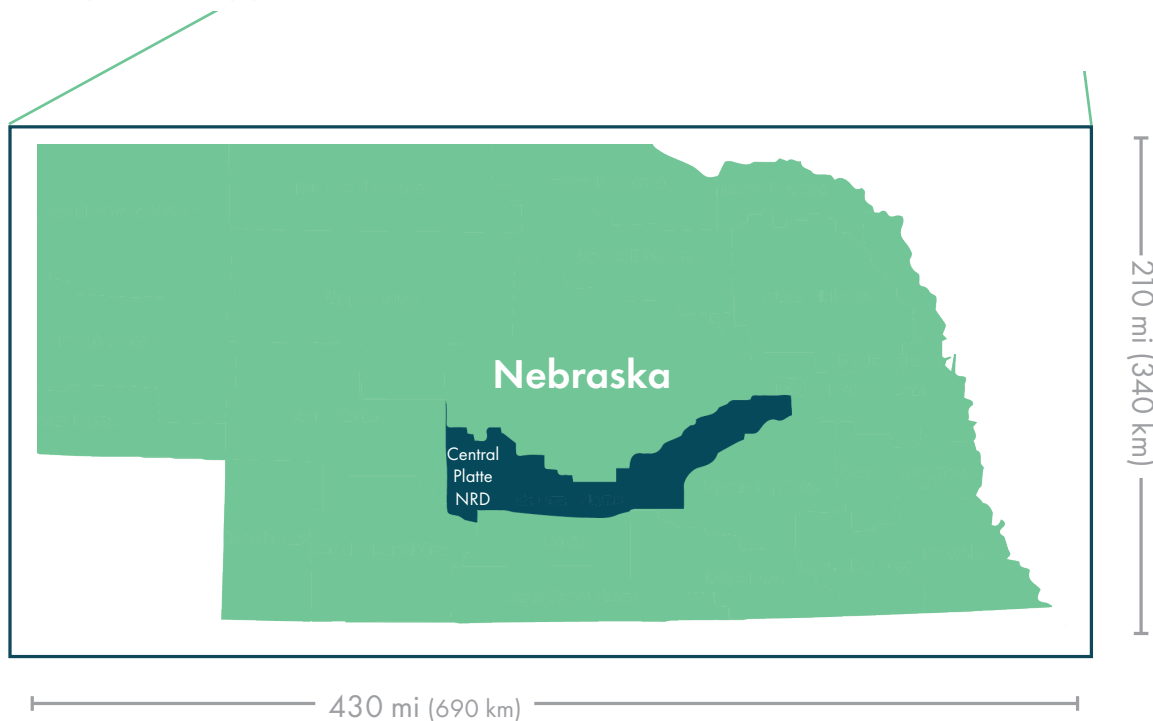 Nebraska
Central
Platte
NRD
210 mi (340 km)
430 mi (690 km)